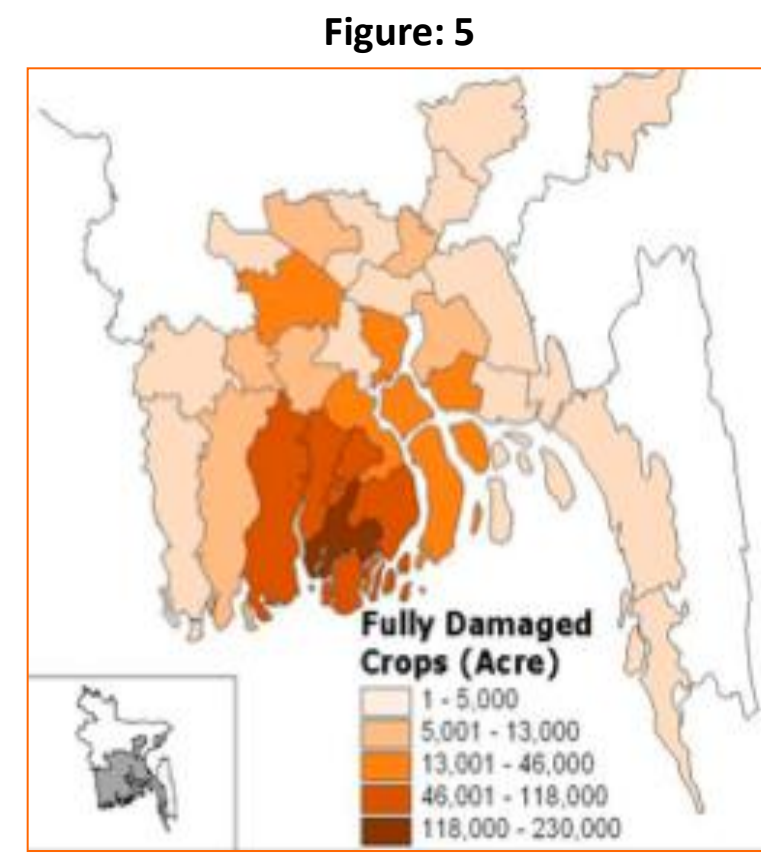 Figure: 5
Fully Damaged
Crops (Acre)
1 - 5,000
5,001 - 13,000
13,001 - 46,000
46,001 - 118,000
118,000 - 230,000